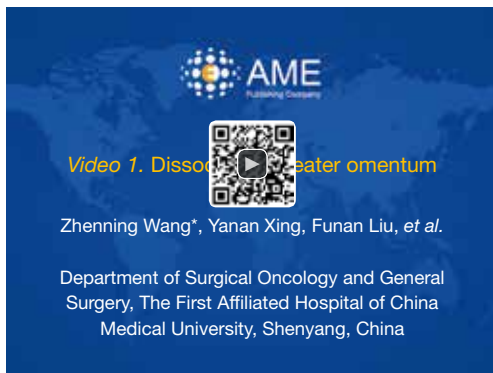 AME
Publishing Company
Video 1. Dissoc eater omentum
Zhenning Wang*, Yanan Xing, Funan Liu, et al.
Department of Surgical Oncology and General
Surgery, The First Affiliated Hospital of China
Medical University, Shenyang, China